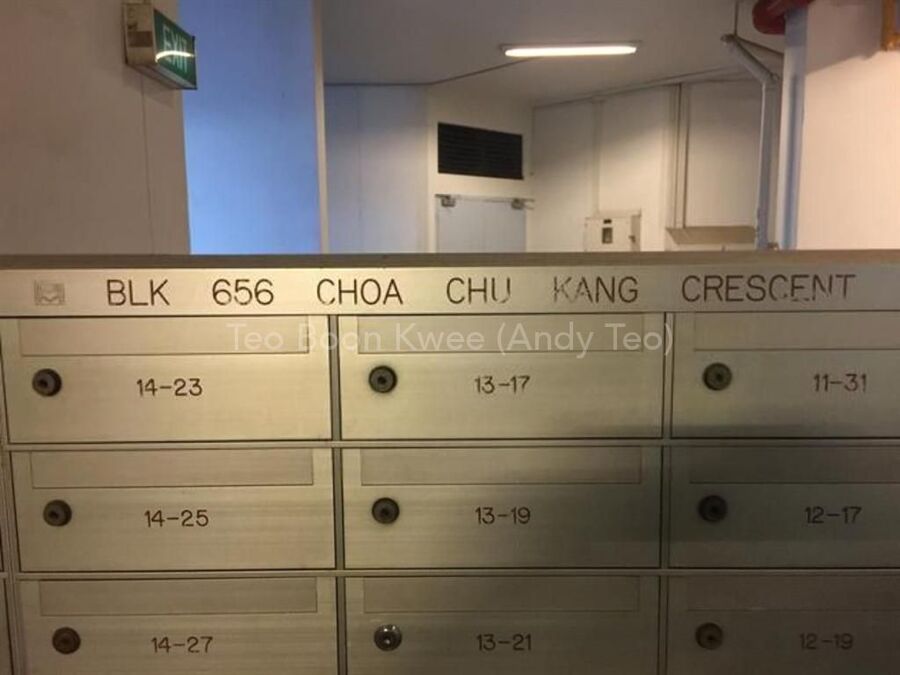 EXIT
BLK 656 CHOA CHU KANG CRESCENT
Teo Boon Kwee (Andy Teo)
14-23 13-17 11-31
14-25 13-19 12-17
14-27 13-21 12-19